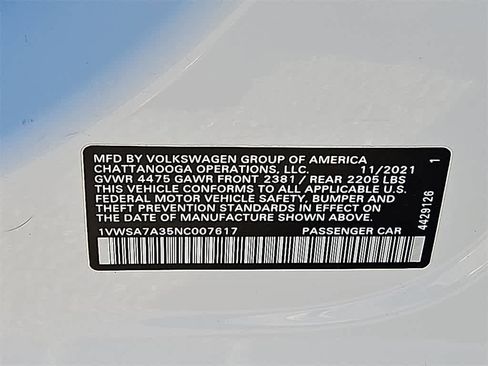 MFD BY VOLKSWAGEN GROUP OF AMERICA
CHATTANOOGA OPERATIONS, LLC. 11/2021
GVWR 4475 GAWR FRONT 2381 / REAR 2205 LBS
THIS VEHICLE CONFORMS TO ALL APPLICABLE U.S.
FEDERAL MOTOR VEHICLE SAFETY, BUMPER AND
THEFT PREVENTION STANDARDS IN EFFECT ON
THE DATE OF MANUFACTURE SHOWN ABOVE.
1VWSA7A35NC007617 PASSENGER CAR
4429126 1